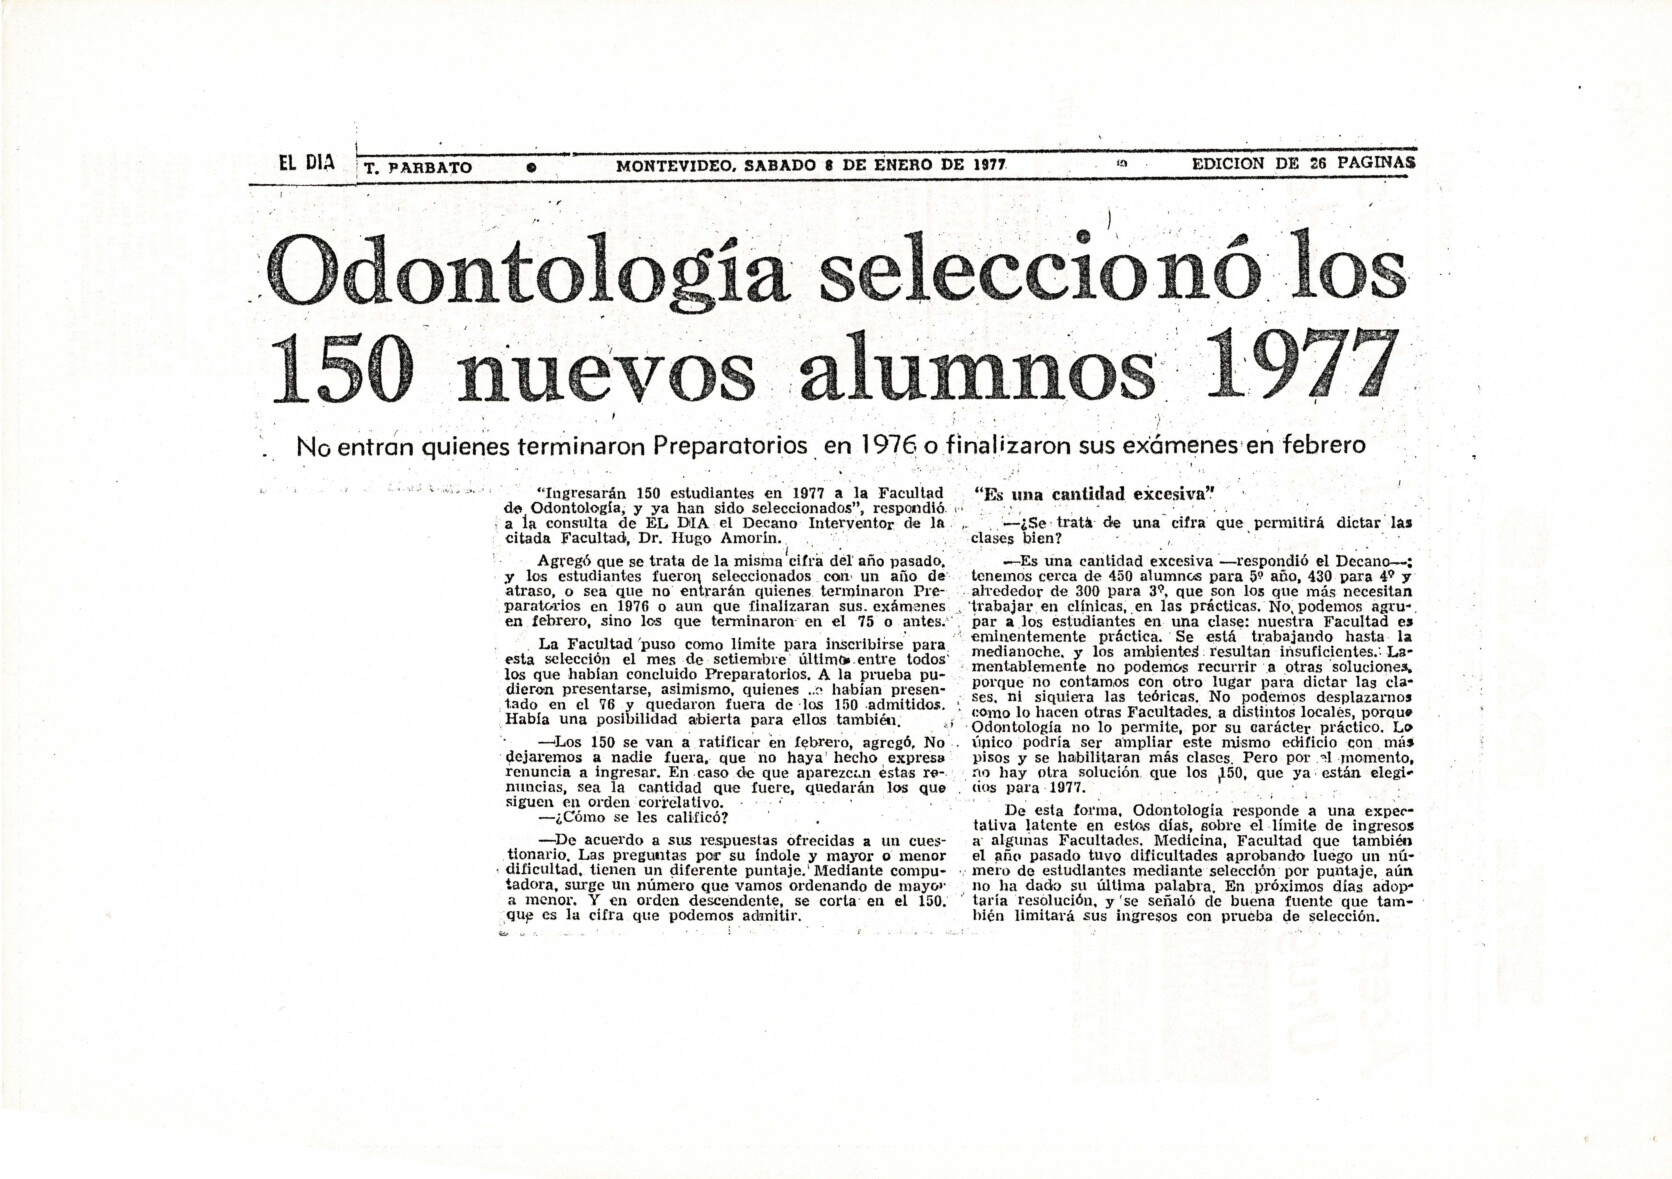 EL DIA
T. BARBATO • MONTEVIDEO, SABADO 8 DE ENERO DE 1977 EDICION DE 26 PAGINAS
Odontología seleccionó los
150 nuevos alumnos 1977
No entran quienes terminaron Preparatorios en 1976 o finalizaron sus exámenes en febrero
"Ingresarán 150 estudiantes en 1977 a la Facultad
de Odontología, y ya han sido seleccionados", respondió
a la consulta de EL DIA el Decano Interventor de la
citada Facultad, Dr. Hugo Amorín.
Agregó que se trata de la misma cifra del año pasado,
y los estudiantes fueron seleccionados con un año de
atraso, o sea que no entrarán quienes terminaron Pre-
paratorios en 1976 o aun que finalizaran sus exámenes
en febrero, sino los que terminaron en el 75 o antes.
La Facultad puso como límite para inscribirse para
esta selección el mes de setiembre último entre todos
los que habían concluido Preparatorios. A la prueba pu-
dieron presentarse, asimismo, quienes habían presen-
tado en el 76 y quedaron fuera de los 150 admitidos.
Había una posibilidad abierta para ellos también.
—Los 150 se van a ratificar en febrero, agregó. No
dejaremos a nadie fuera, que no haya hecho expresa
renuncia a ingresar. En caso de que aparezcan estas re-
nuncias, sea la cantidad que fuere, quedarán los que
siguen en orden correlativo.
—¿Cómo se les calificó?
—De acuerdo a sus respuestas ofrecidas a un cues-
tionario. Las preguntas por su índole y mayor o menor
dificultad, tienen un diferente puntaje. Mediante compu-
tadora, surge un número que vamos ordenando de mayor
a menor. Y en orden descendente, se corta en el 150.
que es la cifra que podemos admitir.
"Es una cantidad excesiva"
—¿Se trata de una cifra que permitirá dictar las
clases bien?
—Es una cantidad excesiva —respondió el Decano—:
tenemos cerca de 450 alumnos para 5º año, 430 para 4º y
alrededor de 300 para 3º, que son los que más necesitan
trabajar en clínicas, en las prácticas. No podemos agru-
par a los estudiantes en una clase: nuestra Facultad es
eminentemente práctica. Se está trabajando hasta la
medianoche, y los ambientes resultan insuficientes. La-
mentablemente no podemos recurrir a otras soluciones,
porque no contamos con otro lugar para dictar las cla-
ses, ni siquiera las teóricas. No podemos desplazarnos
como lo hacen otras Facultades, a distintos locales, porque
Odontología no lo permite, por su carácter práctico. Lo
único podría ser ampliar este mismo edificio con más
pisos y se habilitaran más clases. Pero por el momento,
no hay otra solución que los 150, que ya están elegi-
dos para 1977.
De esta forma, Odontología responde a una expec-
tativa latente en estos días, sobre el límite de ingresos
a algunas Facultades. Medicina, Facultad que también
el año pasado tuvo dificultades aprobando luego un nú-
mero de estudiantes mediante selección por puntaje, aún
no ha dado su última palabra. En próximos días adop-
taría resolución, y se señaló de buena fuente que tam-
bién limitará sus ingresos con prueba de selección.